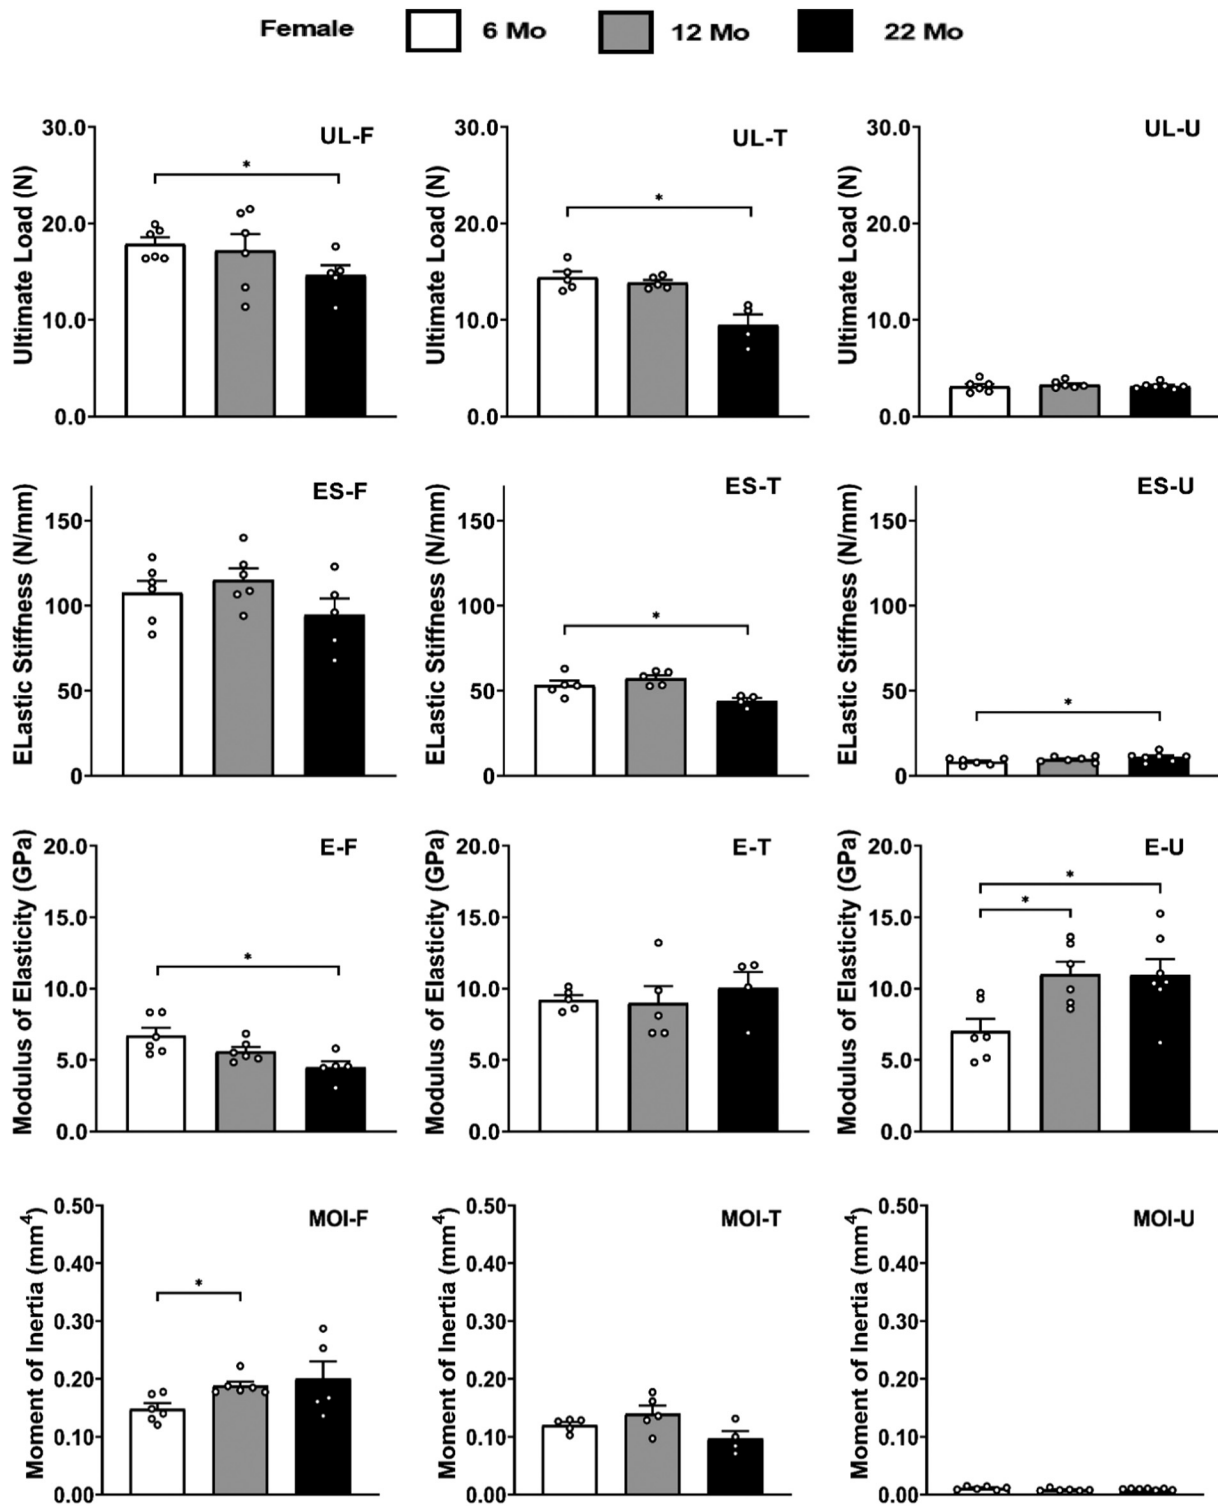 Female 6 Mo 12 Mo 22 Mo
UL-F
Ultimate Load (N)
30.0
20.0
10.0
0.0
*
UL-T
Ultimate Load (N)
30.0
20.0
10.0
0.0
*
UL-U
Ultimate Load (N)
30.0
20.0
10.0
0.0
ES-F
ELastic Stiffness (N/mm)
150
100
50
0
ES-T
ELastic Stiffness (N/mm)
150
100
50
0
*
ES-U
ELastic Stiffness (N/mm)
150
100
50
0
*
E-F
Modulus of Elasticity (GPa)
20.0
15.0
10.0
5.0
0.0
*
E-T
Modulus of Elasticity (GPa)
20.0
15.0
10.0
5.0
0.0
E-U
Modulus of Elasticity (GPa)
20.0
15.0
10.0
5.0
0.0
*
*
MOI-F
Moment of Inertia (mm⁴)
0.50
0.40
0.30
0.20
0.10
0.00
*
MOI-T
Moment of Inertia (mm⁴)
0.50
0.40
0.30
0.20
0.10
0.00
MOI-U
Moment of Inertia (mm⁴)
0.50
0.40
0.30
0.20
0.10
0.00